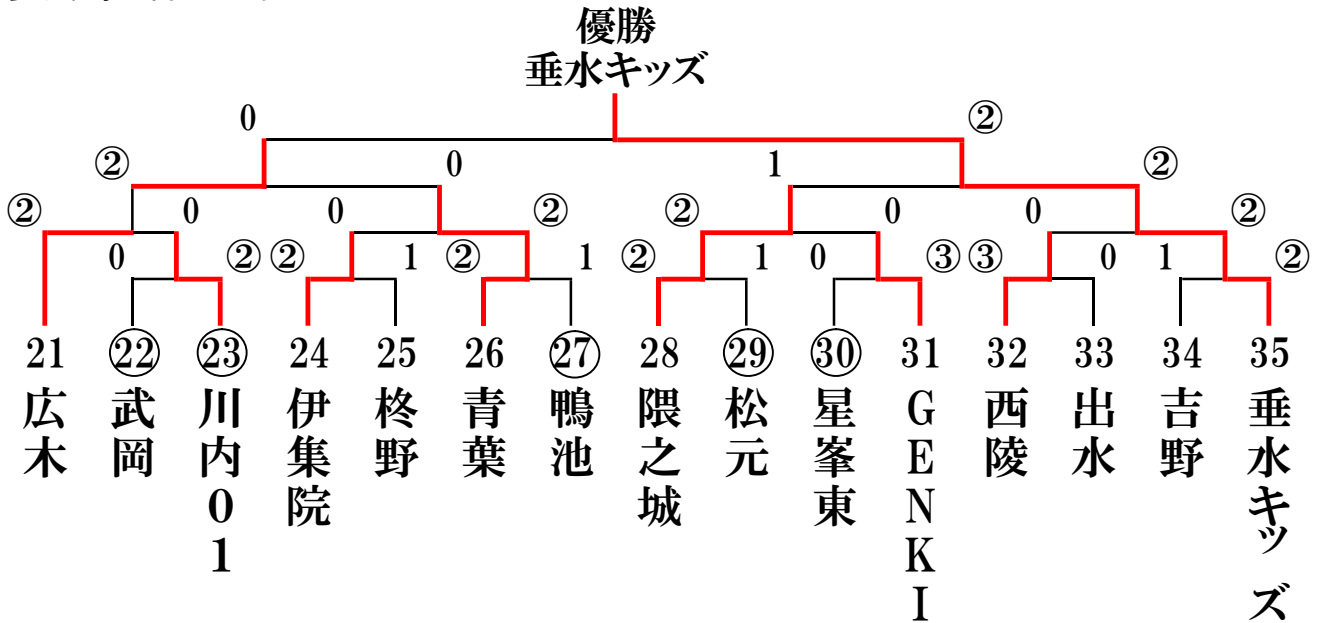 優勝
垂水キッズ
0 ②
② 0 1 ②
② 0 0 ② ② 0 0 ②
0 ② ② 1 ② 1 ② 1 0 ③ ③ 0 1 ②
21 ㉒ ㉓ 24 25 26 ㉗ 28 ㉙ ㉚ 31 32 33 34 35
広木
武岡
川内01
伊集院
柊野
青葉
鴨池
隈之城
松元
星峯東
GENKI
西陵
出水
吉野
垂水キッズ